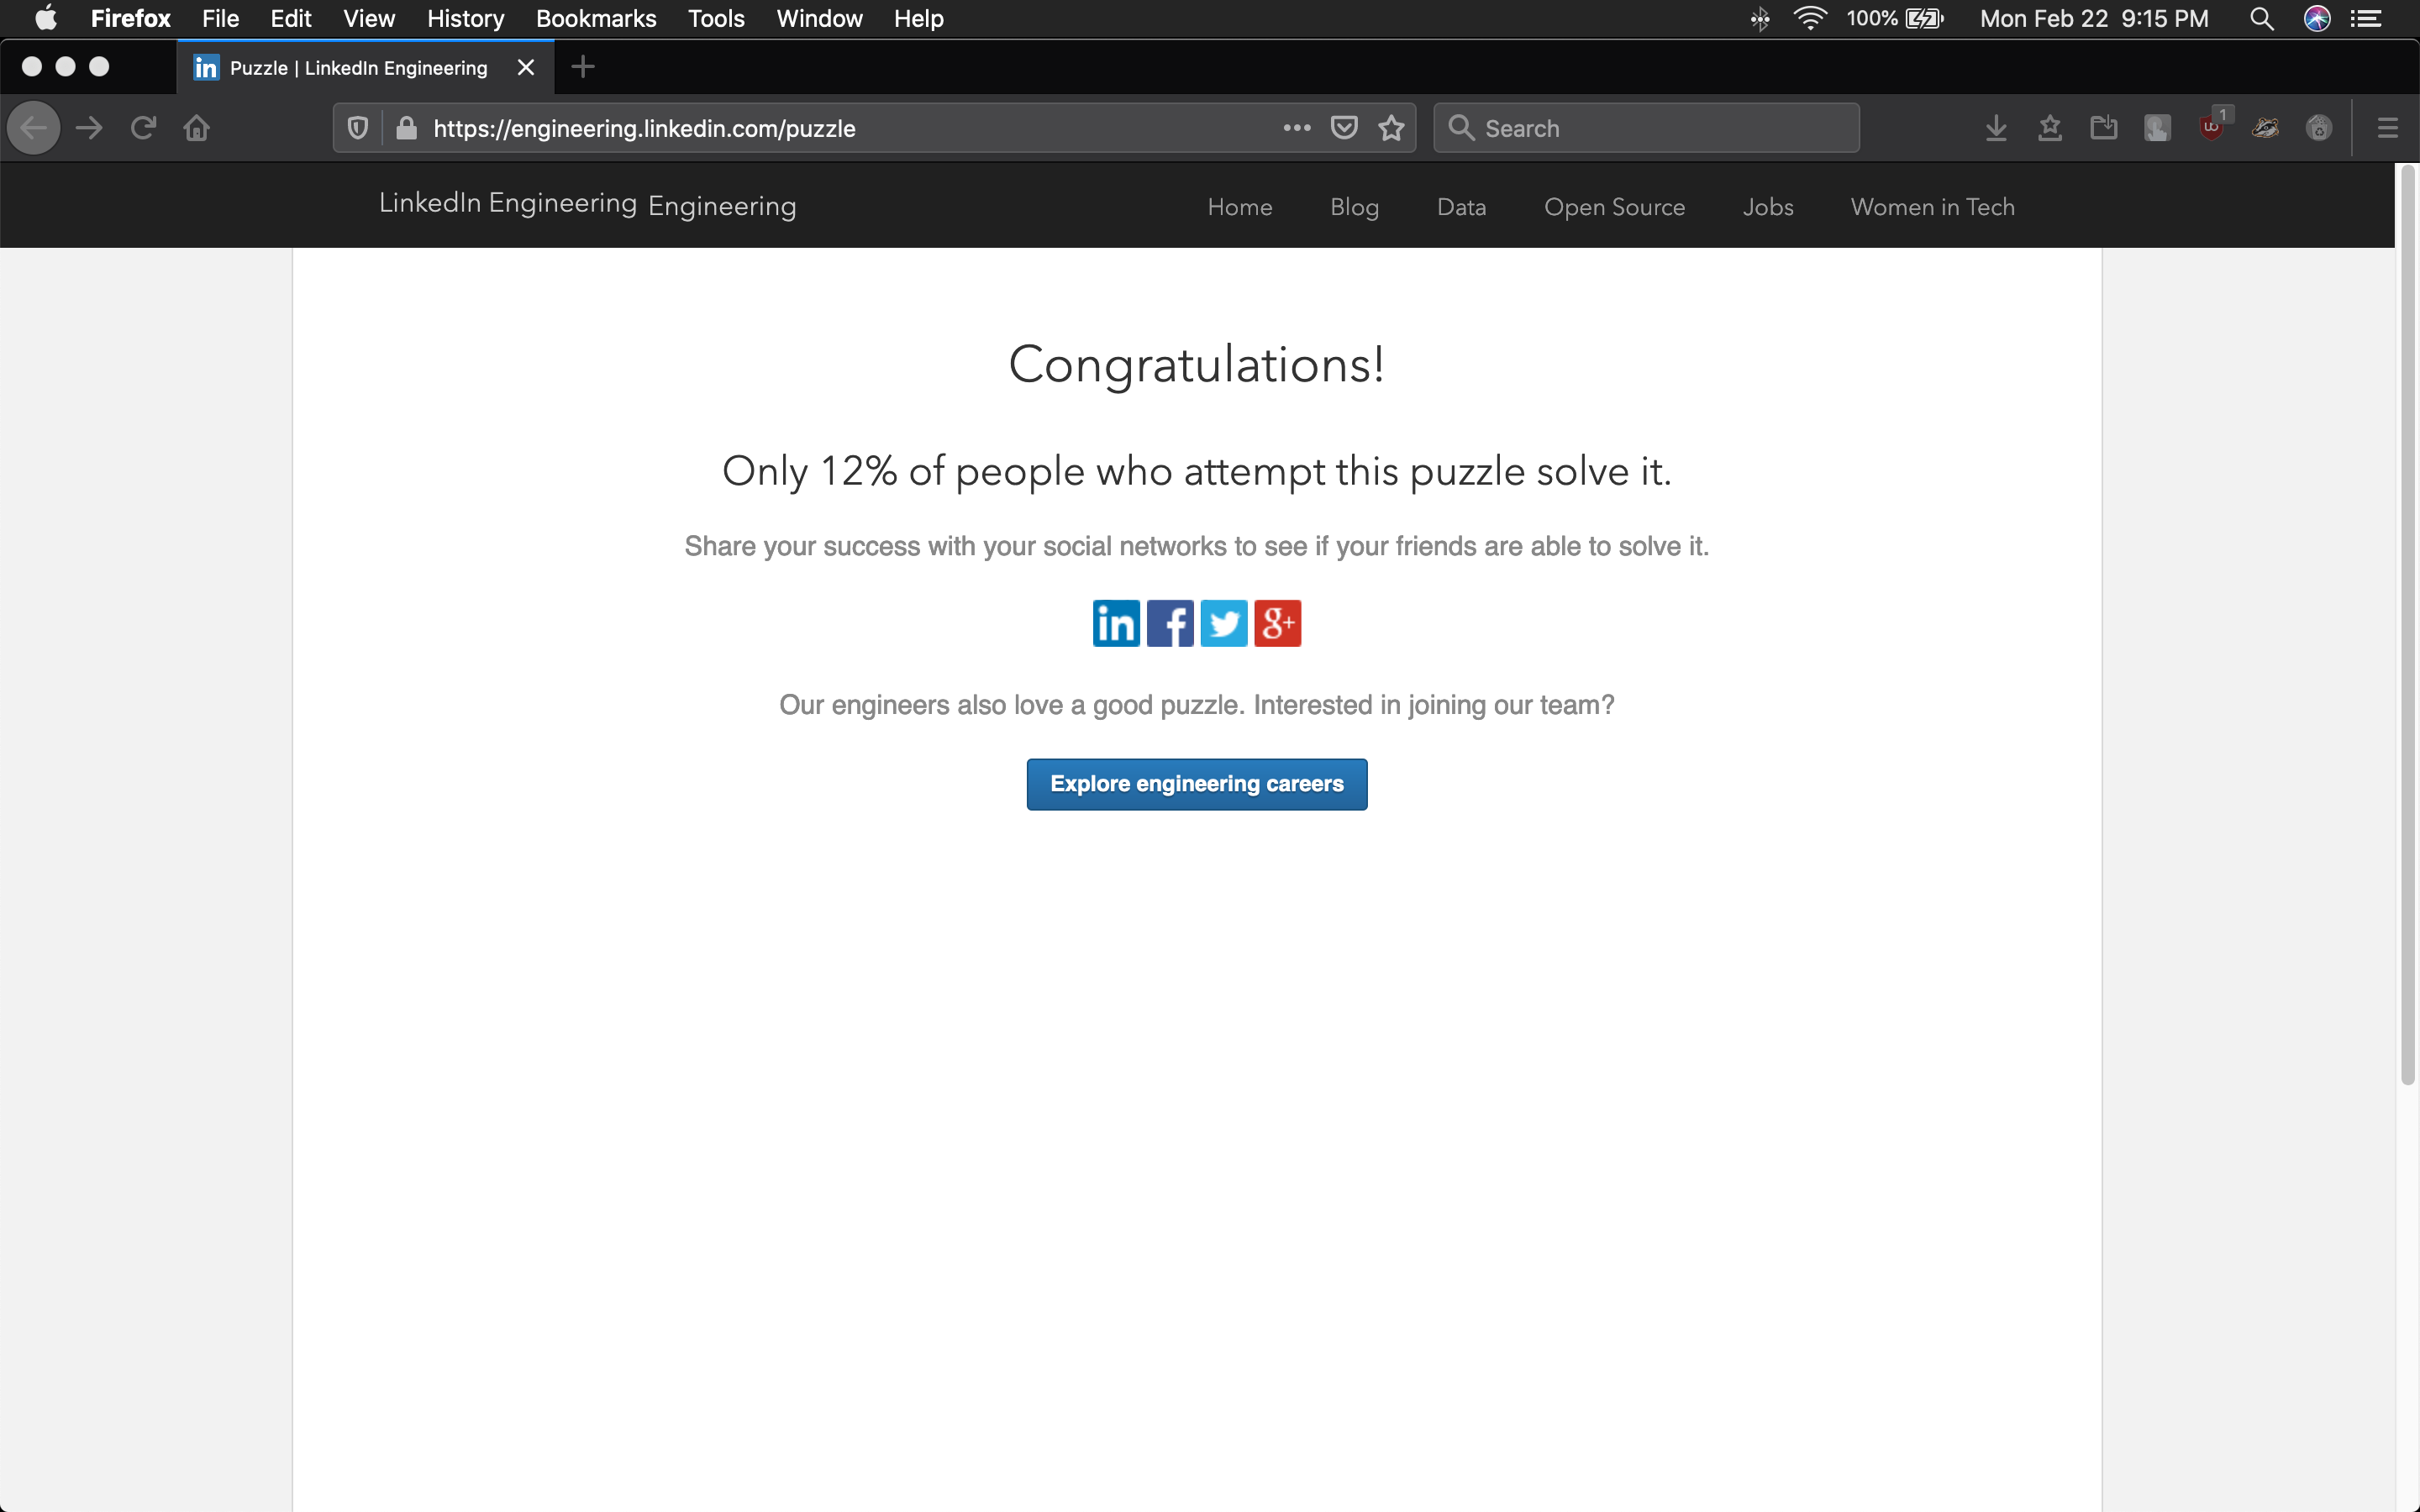 Firefox File Edit View History Bookmarks Tools Window Help 100% Mon Feb 22 9:15 PM
in Puzzle | LinkedIn Engineering
https://engineering.linkedin.com/puzzle Search 1
LinkedIn Engineering Engineering Home Blog Data Open Source Jobs Women in Tech
Congratulations!
Only 12% of people who attempt this puzzle solve it.
Share your success with your social networks to see if your friends are able to solve it.
in f g+
Our engineers also love a good puzzle. Interested in joining our team?
Explore engineering careers